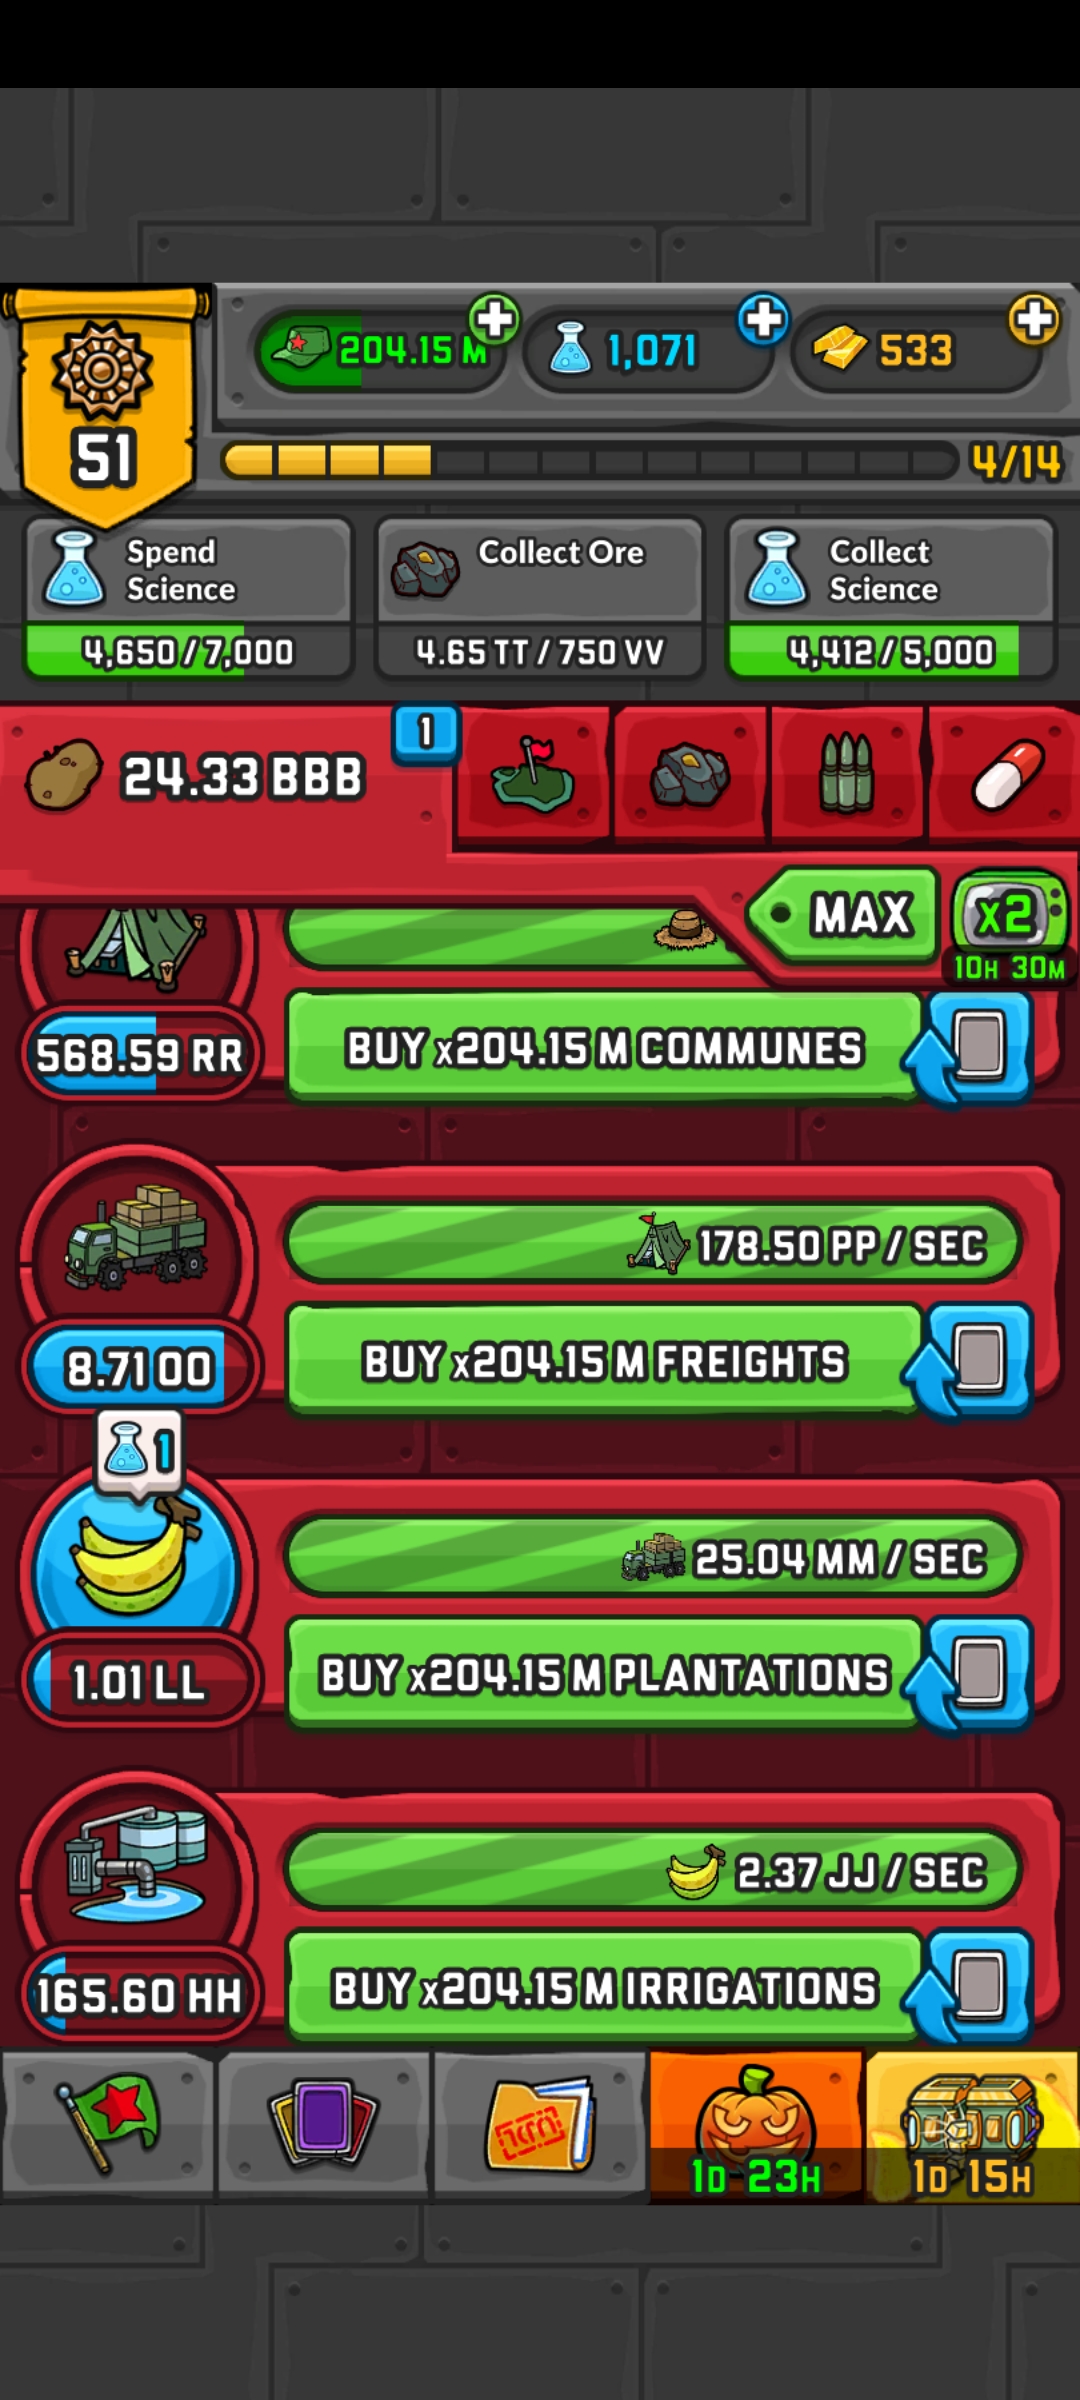 204.15 M
1,071
533
51
4/14
Spend
Science
4,650/7,000
Collect Ore
4.65 TT / 750 VV
Collect
Science
4,412/5,000
24.33 BBB
1
MAX
x2
10H 30M
568.59 RR
BUY x204.15 M COMMUNES
178.50 PP / SEC
8.71 OO
BUY x204.15 M FREIGHTS
1
25.04 MM / SEC
1.01 LL
BUY x204.15 M PLANTATIONS
2.37 JJ / SEC
165.60 HH
BUY x204.15 M IRRIGATIONS
1D 23H
1D 15H